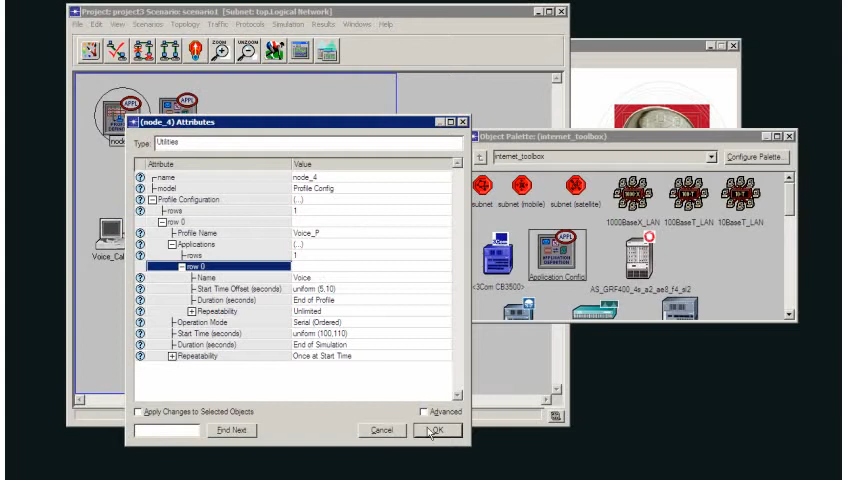 Project: project3 Scenario: scenario1 [Subnet: top.Logical Network]
File Edit View Scenarios Topology Traffic Protocols Simulation Results Windows Help
ZOOM
UNZOOM
APPL
APPL
(node_4) Attributes
Type: Utilities
Attribute Value
name node_4
model Profile Config
Profile Configuration (...)
rows 1
row 0
Profile Name Voice_P
Applications (...)
rows 1
row 0
Name Voice
Start Time Offset (seconds) uniform (5,10)
Duration (seconds) End of Profile
Repeatability Unlimited
Operation Mode Serial (Ordered)
Start Time (seconds) uniform (100,110)
Duration (seconds) End of Simulation
Repeatability Once at Start Time
Apply Changes to Selected Objects
Advanced
Find Next
Cancel
OK
Object Palette: (internet_toolbox)
internet_toolbox
Configure Palette...
subnet subnet (mobile) subnet (satellite)
1000BaseX_LAN 100BaseT_LAN 10BaseT_LAN
3Com
APPL
APPLICATION
DEFINITION
<3Com CB3500>
Application Config
AS_GRF400_4s_a2_ae8_f4_sl2